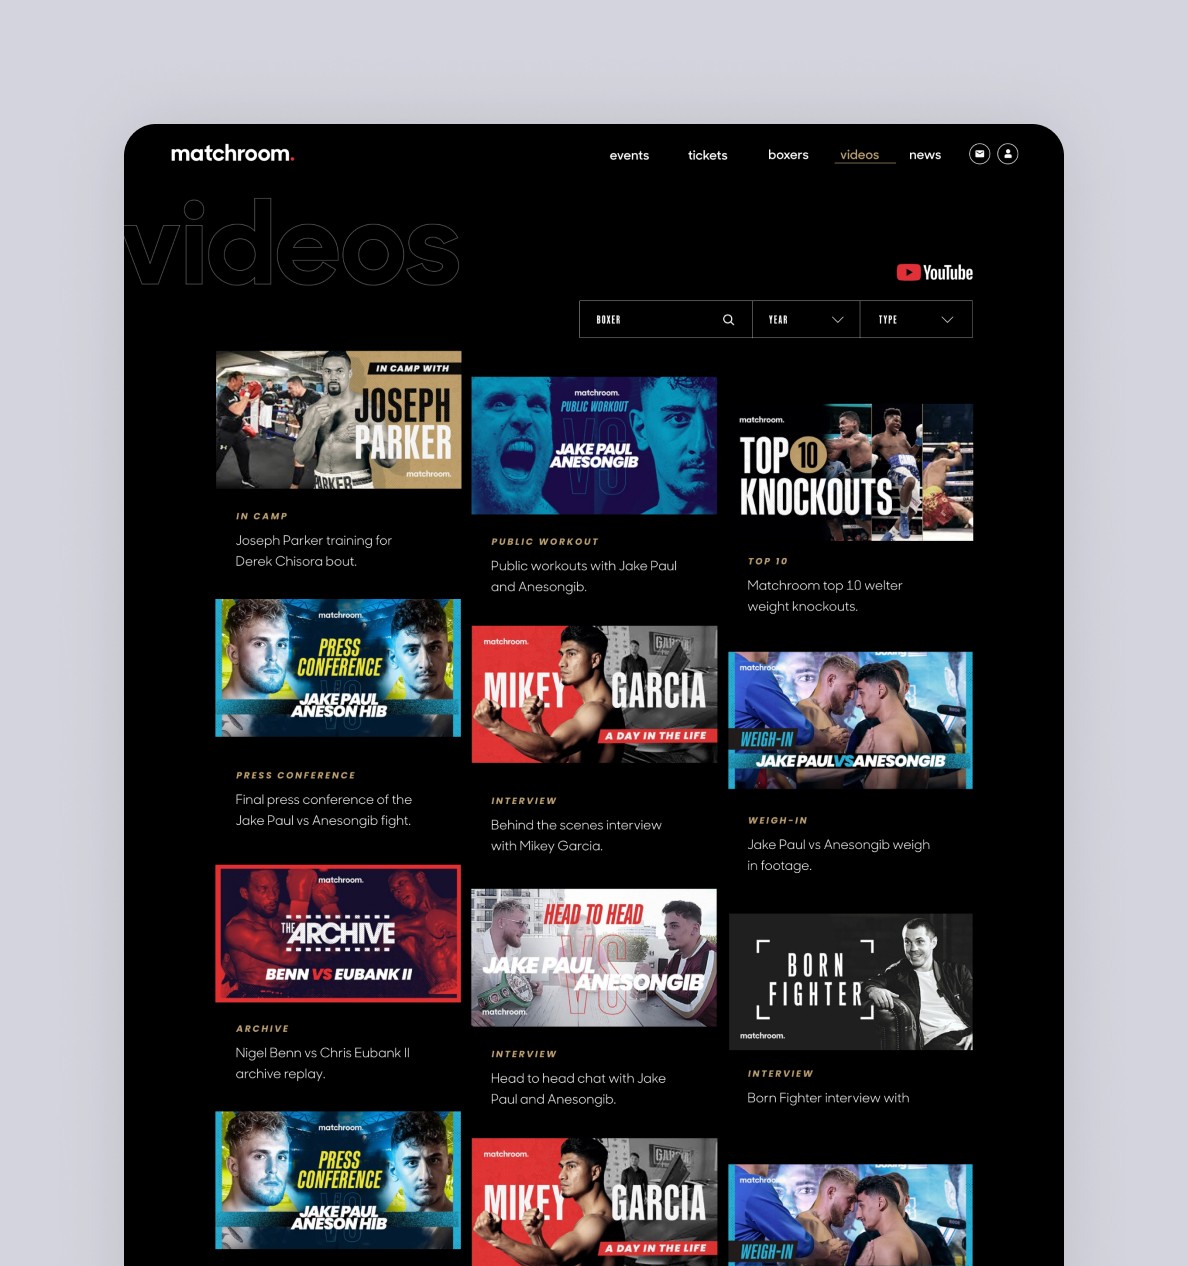 matchroom.
events tickets boxers videos news
videos
YouTube
BOXER YEAR TYPE
IN CAMP WITH
JOSEPH
PARKER
matchroom.
IN CAMP
Joseph Parker training for
Derek Chisora bout.
matchroom.
PUBLIC WORKOUT
VS
JAKE PAUL
ANESONGIB
PUBLIC WORKOUT
Public workouts with Jake Paul
and Anesongib.
matchroom.
TOP 10
KNOCKOUTS
TOP 10
Matchroom top 10 welter
weight knockouts.
matchroom.
PRESS
CONFERENCE
VS
JAKE PAUL
ANESON HIB
PRESS CONFERENCE
Final press conference of the
Jake Paul vs Anesongib fight.
matchroom.
MIKEY GARCIA
A DAY IN THE LIFE
INTERVIEW
Behind the scenes interview
with Mikey Garcia.
matchroom
WEIGH-IN
JAKE PAUL VS ANESONGIB
WEIGH-IN
Jake Paul vs Anesongib weigh
in footage.
matchroom.
THE ARCHIVE
BENN VS EUBANK II
ARCHIVE
Nigel Benn vs Chris Eubank II
archive replay.
HEAD TO HEAD
VS
JAKE PAUL
ANESONGIB
matchroom.
INTERVIEW
Head to head chat with Jake
Paul and Anesongib.
BORN
FIGHTER
matchroom.
INTERVIEW
Born Fighter interview with
matchroom.
PRESS
CONFERENCE
VS
JAKE PAUL
ANESON HIB
matchroom.
MIKEY GARCIA
A DAY IN THE LIFE
matchroom
WEIGH-IN